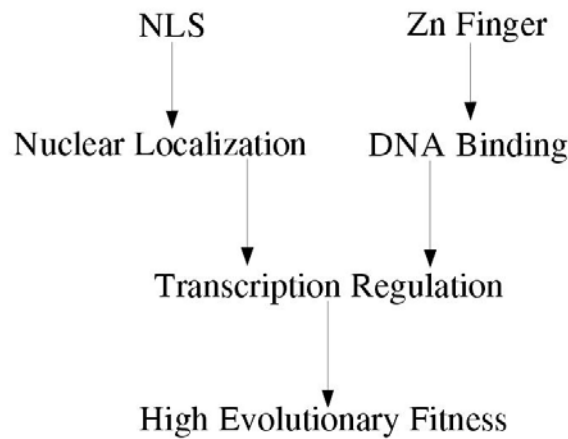 NLS
Zn Finger
Nuclear Localization
DNA Binding
Transcription Regulation
High Evolutionary Fitness